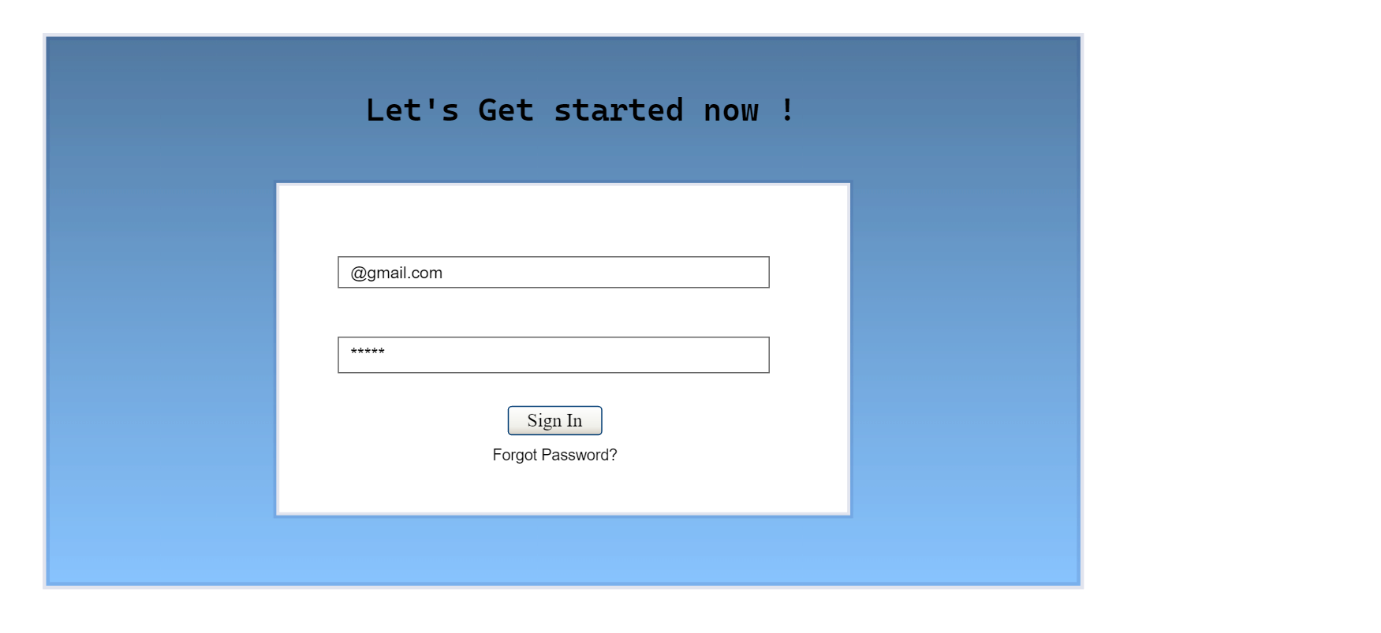 Let's Get started now !
@gmail.com
*****
Sign In
Forgot Password?